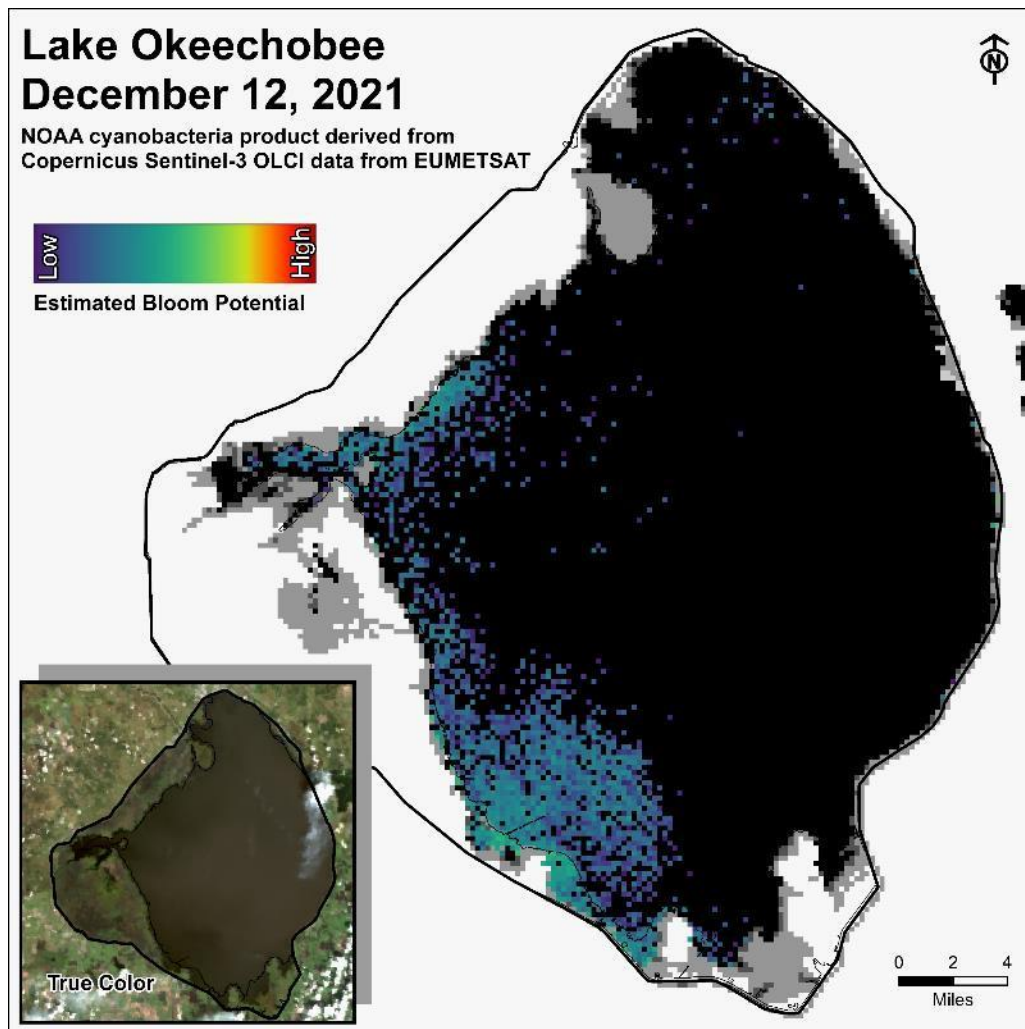 Lake Okeechobee
December 12, 2021
NOAA cyanobacteria product derived from
Copernicus Sentinel-3 OLCI data from EUMETSAT
N
Low
High
Estimated Bloom Potential
True Color
0 2 4
Miles